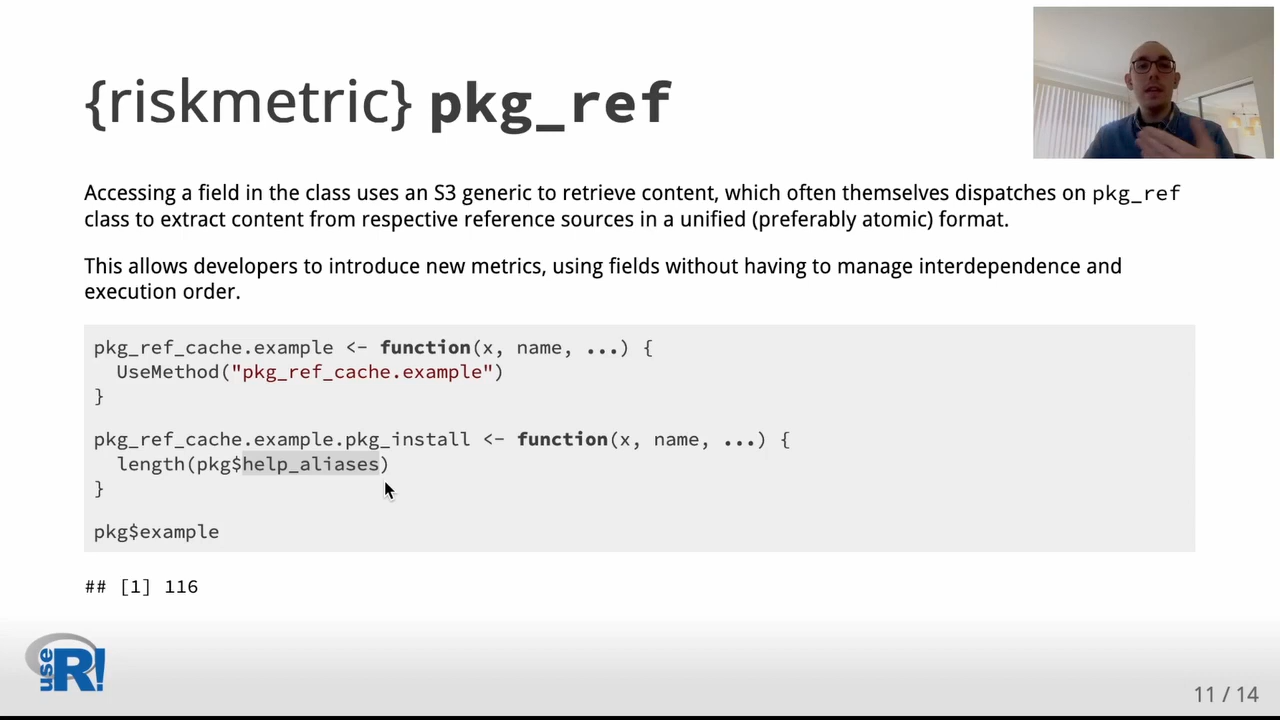 {riskmetric} pkg_ref
Accessing a field in the class uses an S3 generic to retrieve content, which often themselves dispatches on pkg_ref
class to extract content from respective reference sources in a unified (preferably atomic) format.
This allows developers to introduce new metrics, using fields without having to manage interdependence and
execution order.
pkg_ref_cache.example <- function(x, name, ...) {
  UseMethod("pkg_ref_cache.example")
}
pkg_ref_cache.example.pkg_install <- function(x, name, ...) {
  length(pkg$help_aliases)
}
pkg$example
## [1] 116
use R!
11 / 14